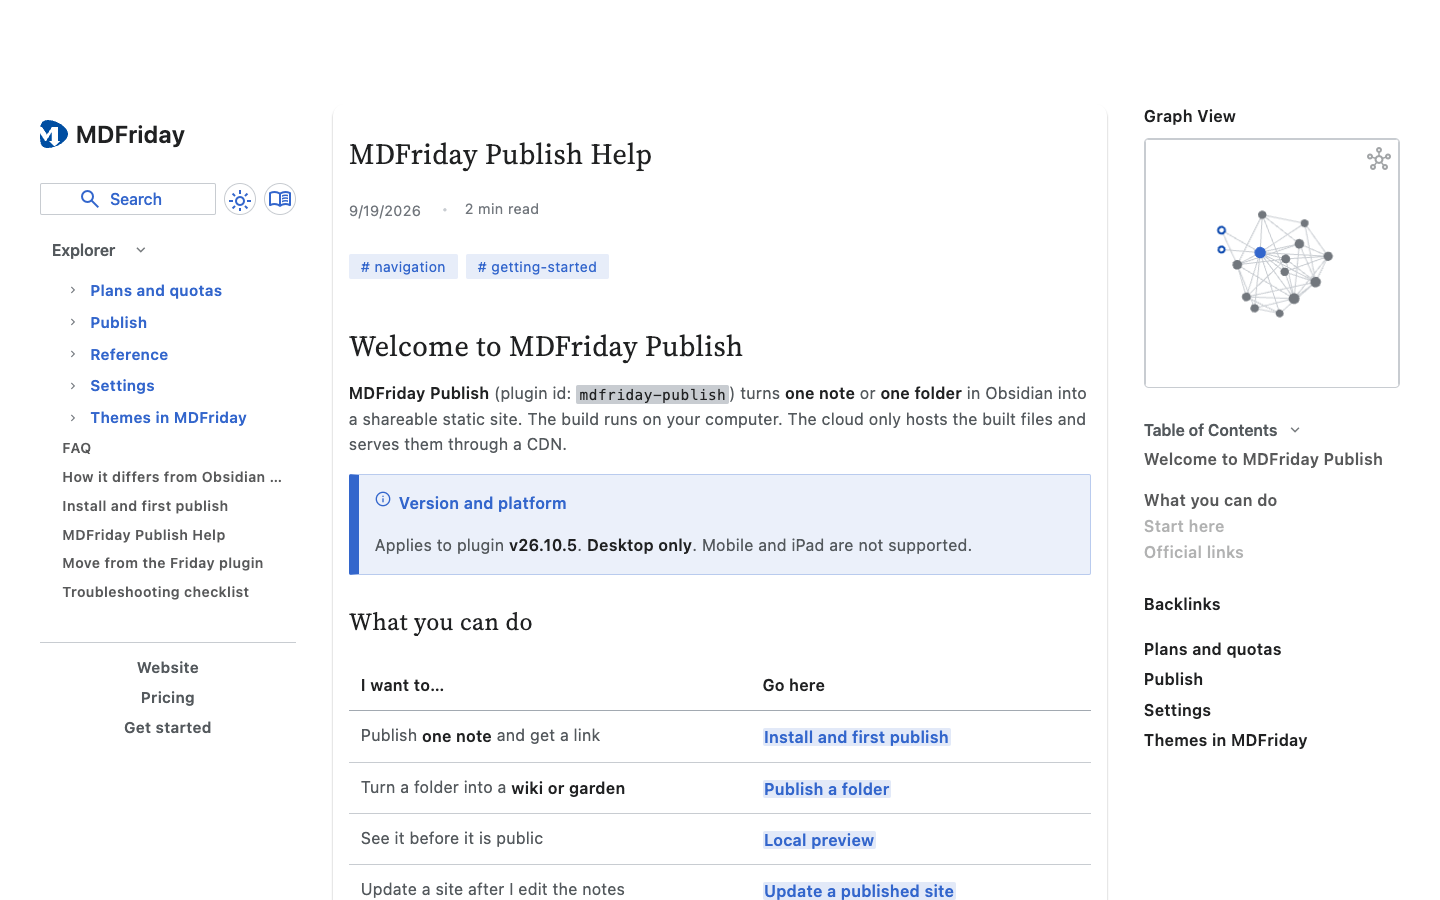 MDFriday
Search
Explorer
Plans and quotas
Publish
Reference
Settings
Themes in MDFriday
FAQ
How it differs from Obsidian ...
Install and first publish
MDFriday Publish Help
Move from the Friday plugin
Troubleshooting checklist
Website
Pricing
Get started
MDFriday Publish Help
9/19/2026 • 2 min read
# navigation # getting-started
Welcome to MDFriday Publish
MDFriday Publish (plugin id: mdfriday-publish) turns one note or one folder in Obsidian into
a shareable static site. The build runs on your computer. The cloud only hosts the built files and
serves them through a CDN.
Version and platform
Applies to plugin v26.10.5. Desktop only. Mobile and iPad are not supported.
What you can do
I want to... Go here
Publish one note and get a link Install and first publish
Turn a folder into a wiki or garden Publish a folder
See it before it is public Local preview
Update a site after I edit the notes Update a published site
Graph View
Table of Contents
Welcome to MDFriday Publish
What you can do
Start here
Official links
Backlinks
Plans and quotas
Publish
Settings
Themes in MDFriday